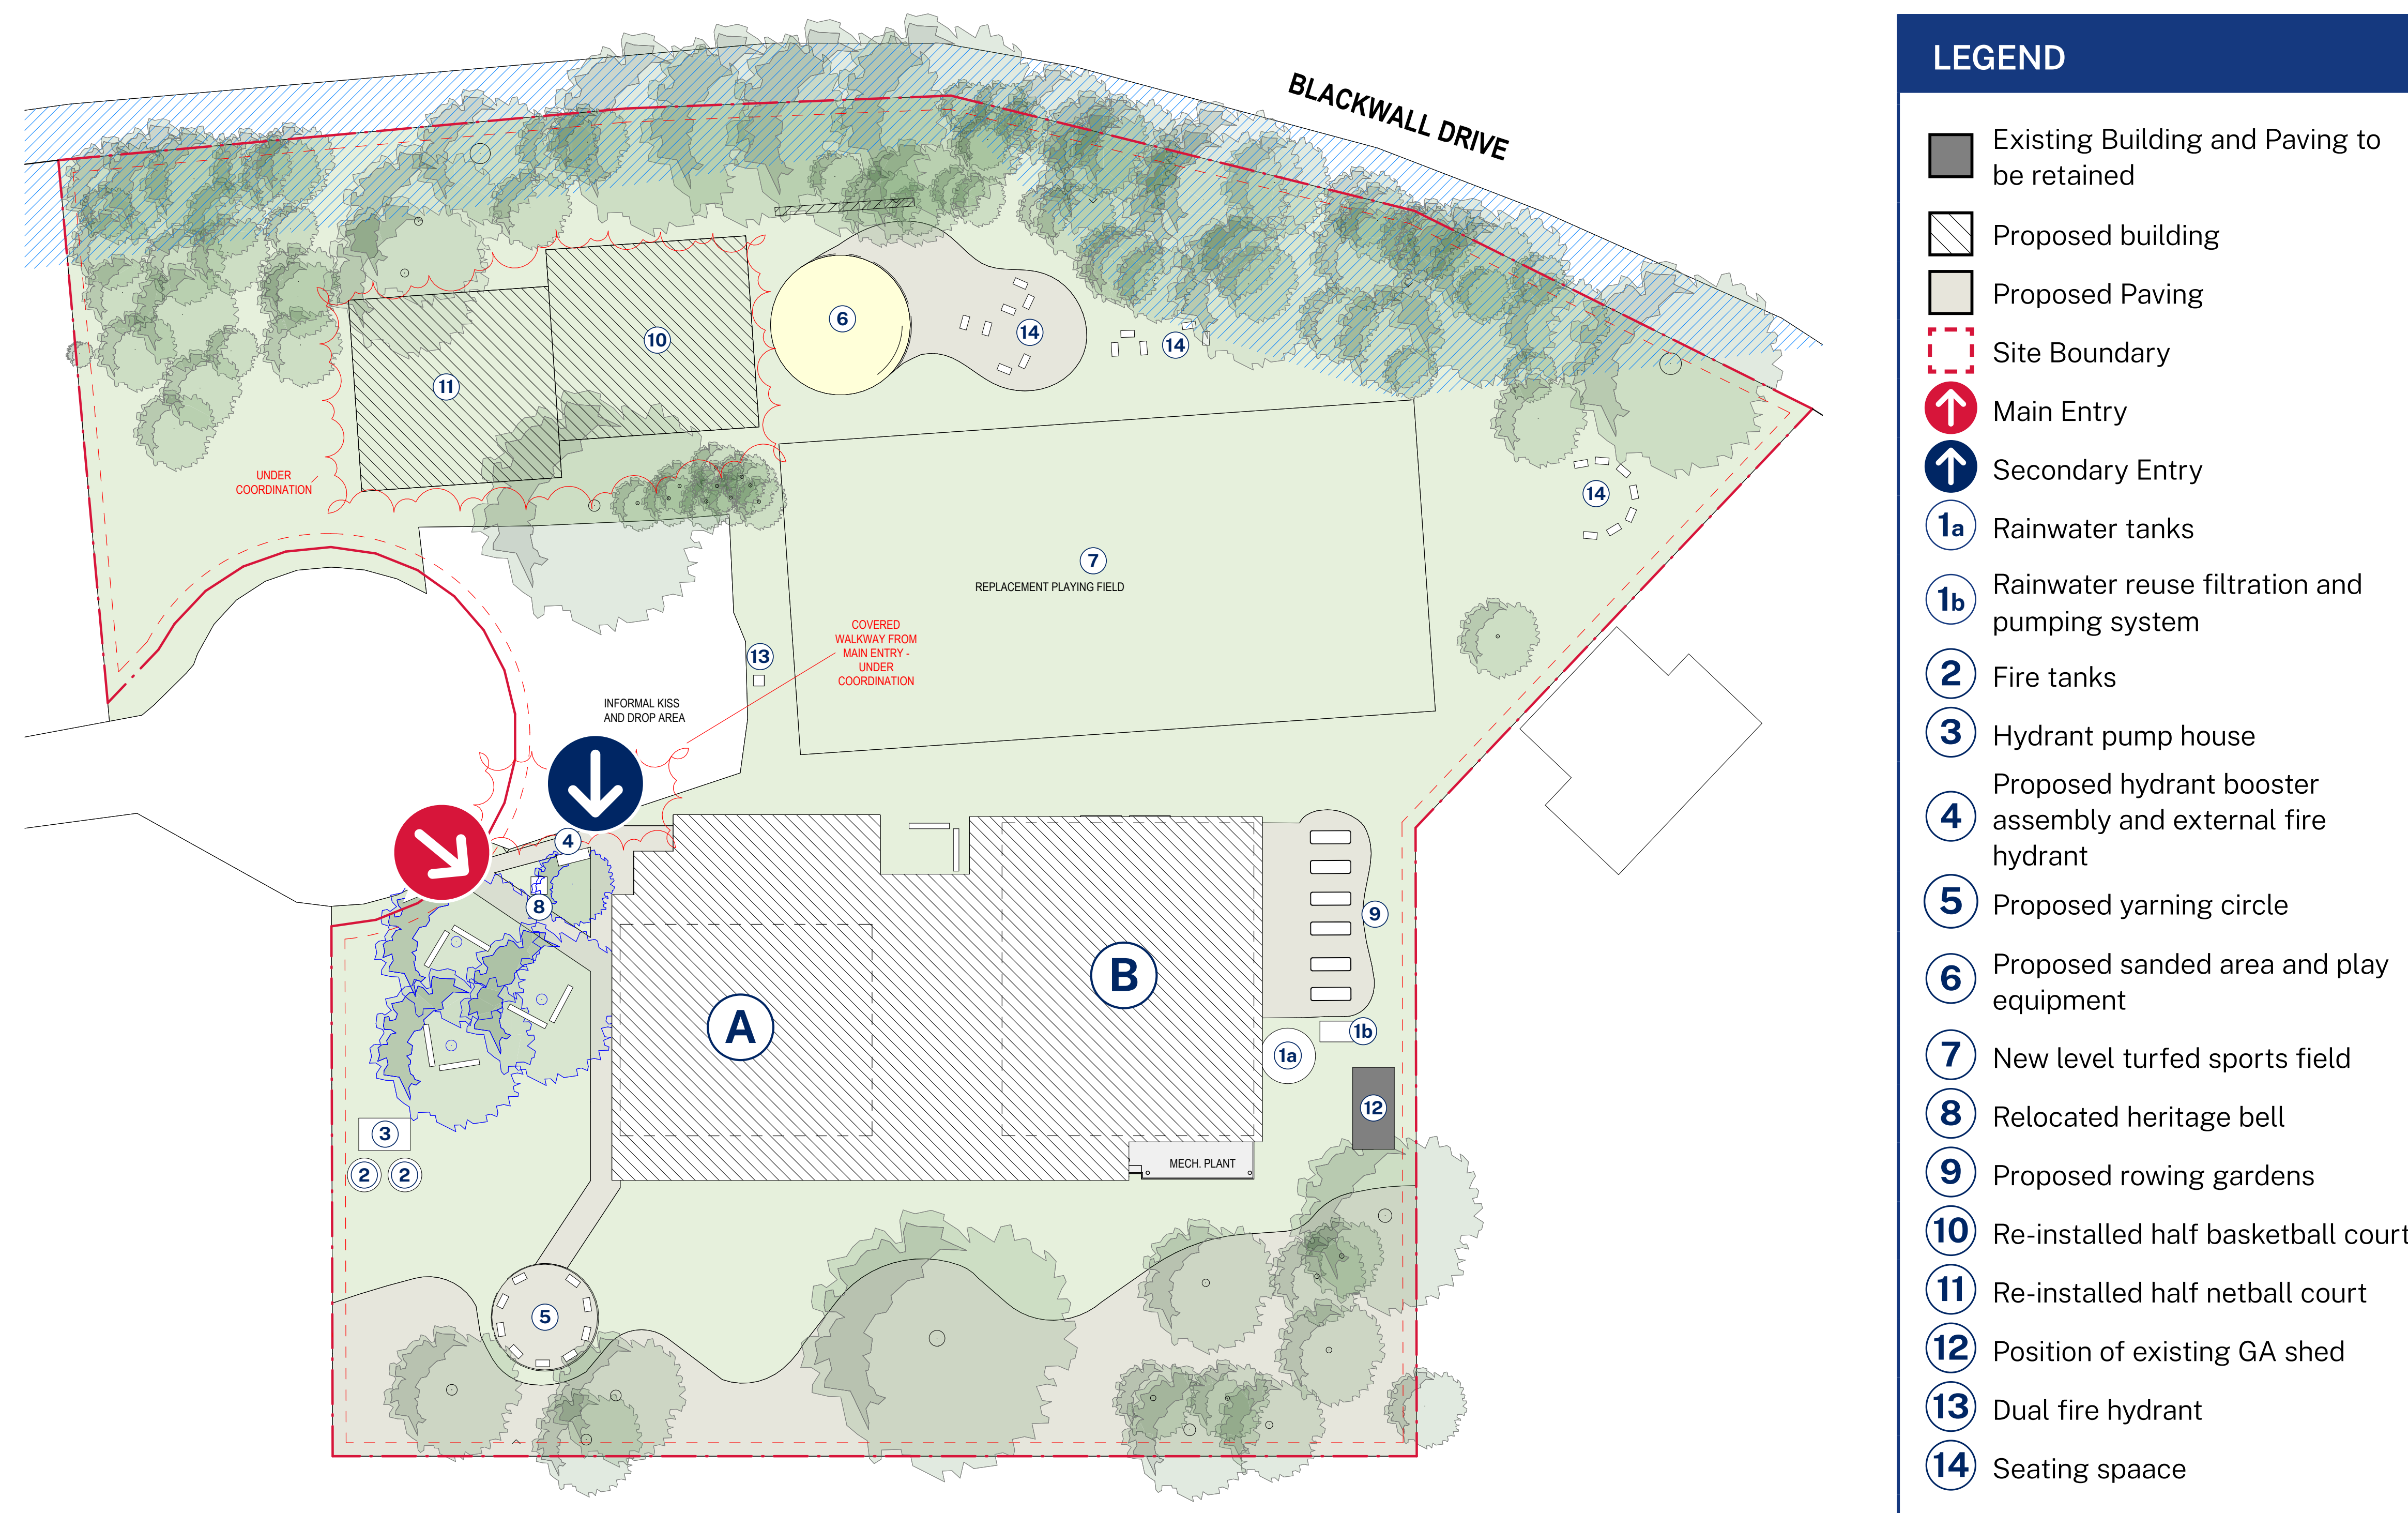 BLACKWALL DRIVE
6
14
14
10
11
UNDER
COORDINATION
14
7
REPLACEMENT PLAYING FIELD
COVERED
WALKWAY FROM
MAIN ENTRY -
UNDER
COORDINATION
13
INFORMAL KISS
AND DROP AREA
4
8
9
B
A
1b
1a
12
3
MECH. PLANT
2
2
5
LEGEND
Existing Building and Paving to
be retained
Proposed building
Proposed Paving
Site Boundary
Main Entry
Secondary Entry
1a Rainwater tanks
1b Rainwater reuse filtration and
pumping system
2 Fire tanks
3 Hydrant pump house
4 Proposed hydrant booster
assembly and external fire
hydrant
5 Proposed yarning circle
6 Proposed sanded area and play
equipment
7 New level turfed sports field
8 Relocated heritage bell
9 Proposed rowing gardens
10 Re-installed half basketball court
11 Re-installed half netball court
12 Position of existing GA shed
13 Dual fire hydrant
14 Seating spaace